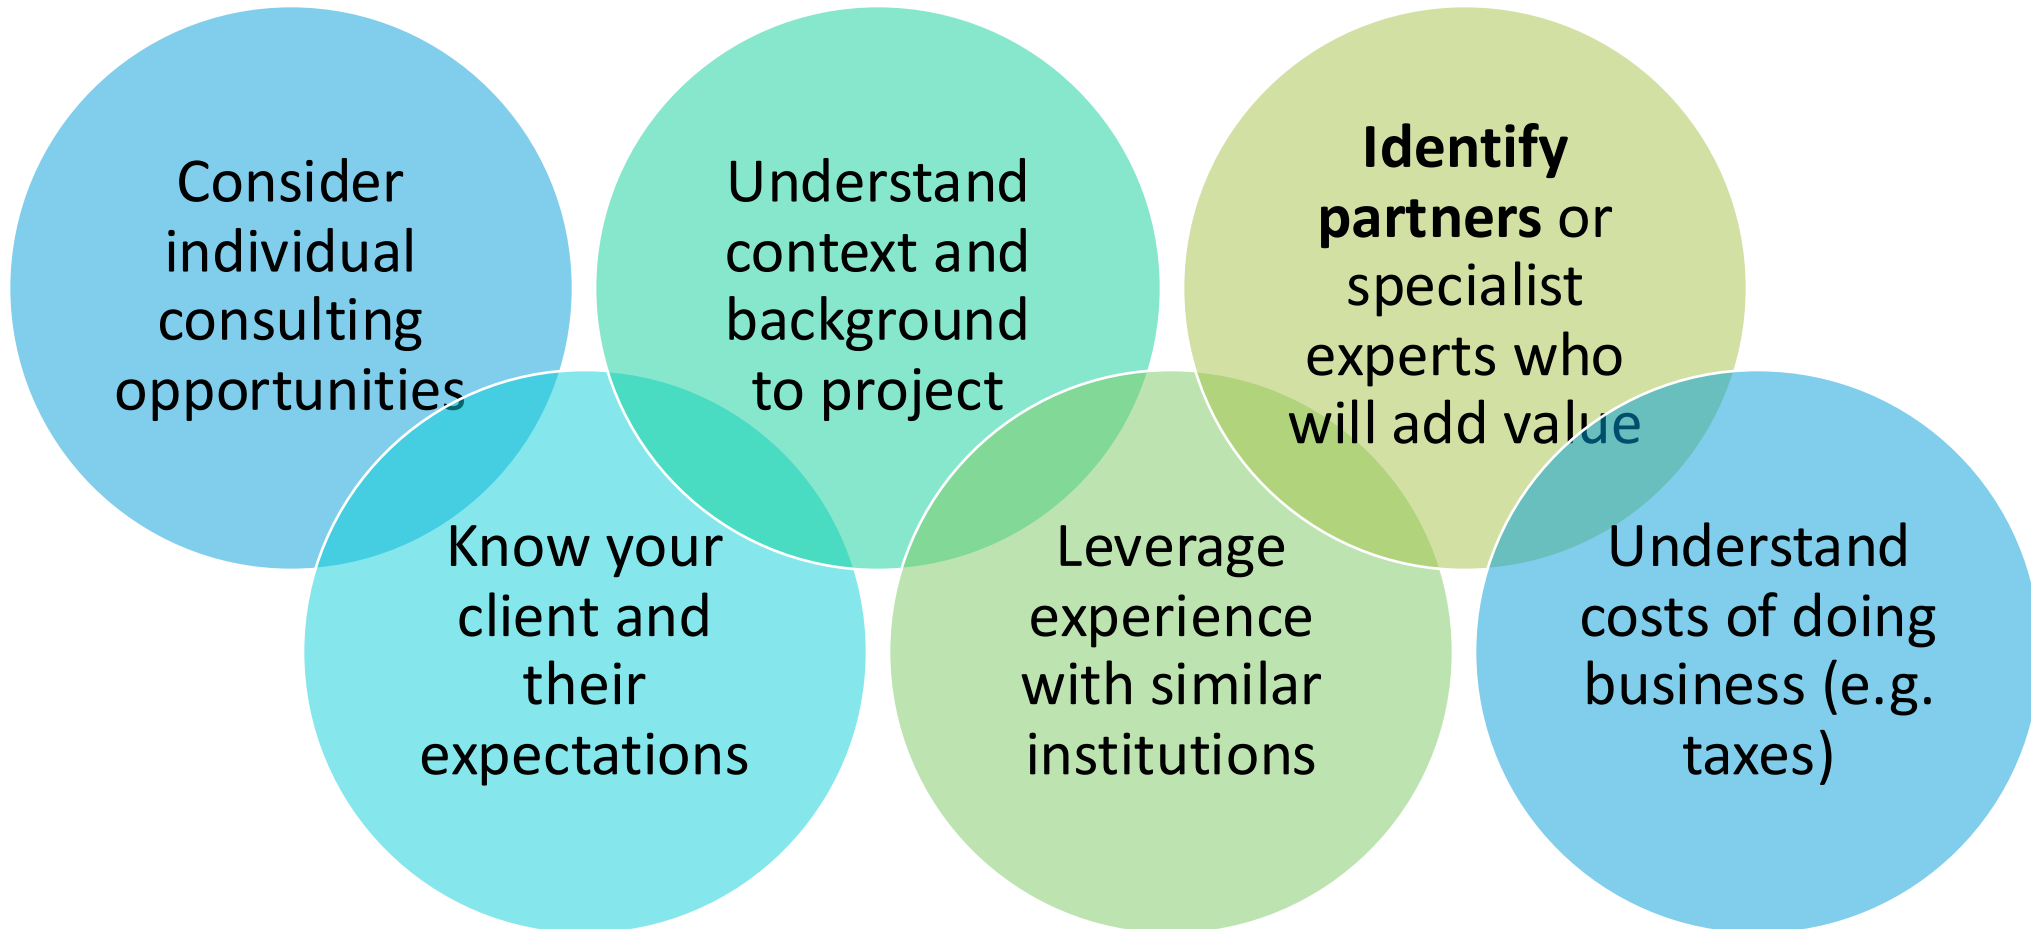 Consider
individual
consulting
opportunities
Know your
client and
their
expectations
Understand
context and
background
to project
Leverage
experience
with similar
institutions
Identify
partners or
specialist
experts who
will add value
Understand
costs of doing
business (e.g.
taxes)